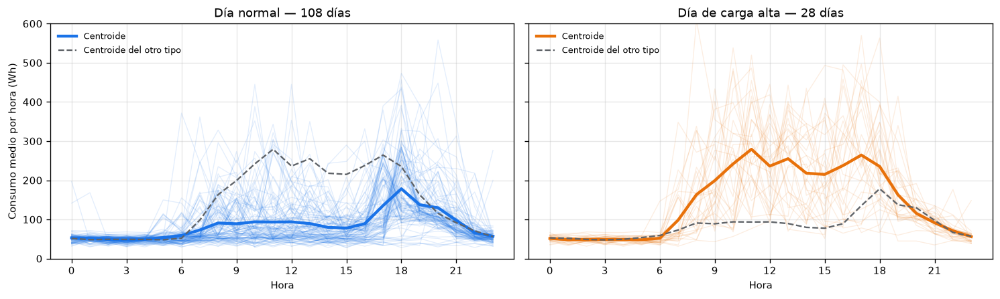 Día normal — 108 días
Centroide
Centroide del otro tipo
Consumo medio por hora (Wh)
600
500
400
300
200
100
0
0 3 6 9 12 15 18 21
Hora
Día de carga alta — 28 días
Centroide
Centroide del otro tipo
0 3 6 9 12 15 18 21
Hora